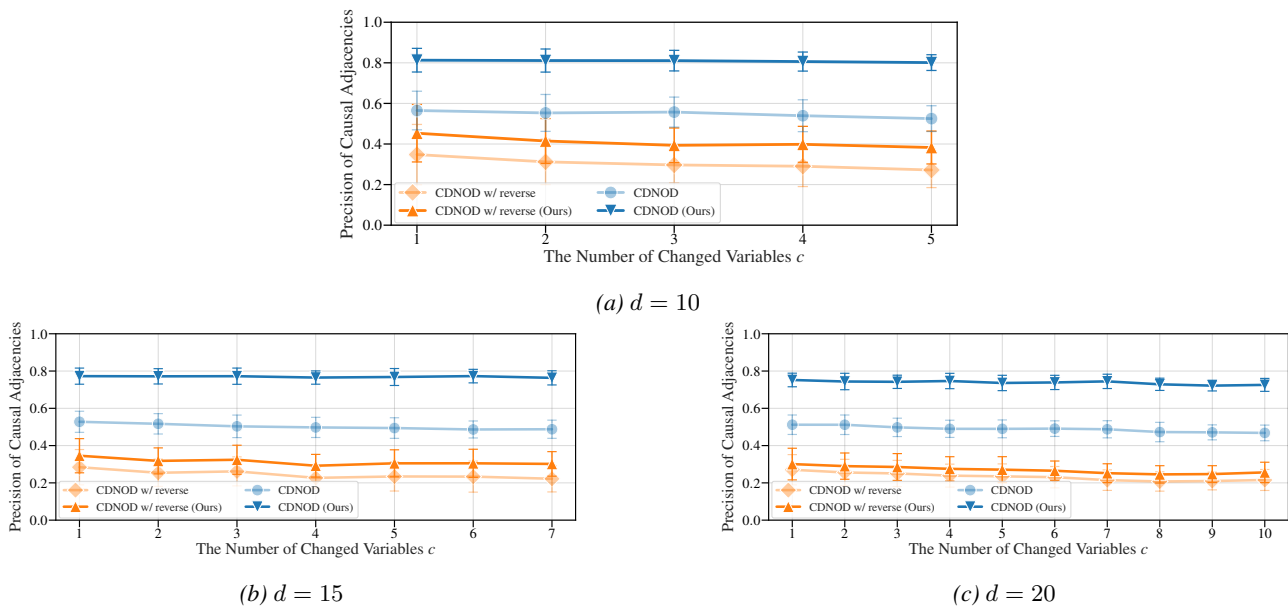 Precision of Causal Adjacencies
1.0
0.8
0.6
0.4
0.2
0.0
CDNOD w/ reverse
CDNOD w/ reverse (Ours)
CDNOD
CDNOD (Ours)
1 2 3 4 5
The Number of Changed Variables c
(a) d = 10
Precision of Causal Adjacencies
1.0
0.8
0.6
0.4
0.2
0.0
CDNOD w/ reverse
CDNOD w/ reverse (Ours)
CDNOD
CDNOD (Ours)
1 2 3 4 5 6 7
The Number of Changed Variables c
(b) d = 15
Precision of Causal Adjacencies
1.0
0.8
0.6
0.4
0.2
0.0
CDNOD w/ reverse
CDNOD w/ reverse (Ours)
CDNOD
CDNOD (Ours)
1 2 3 4 5 6 7 8 9 10
The Number of Changed Variables c
(c) d = 20